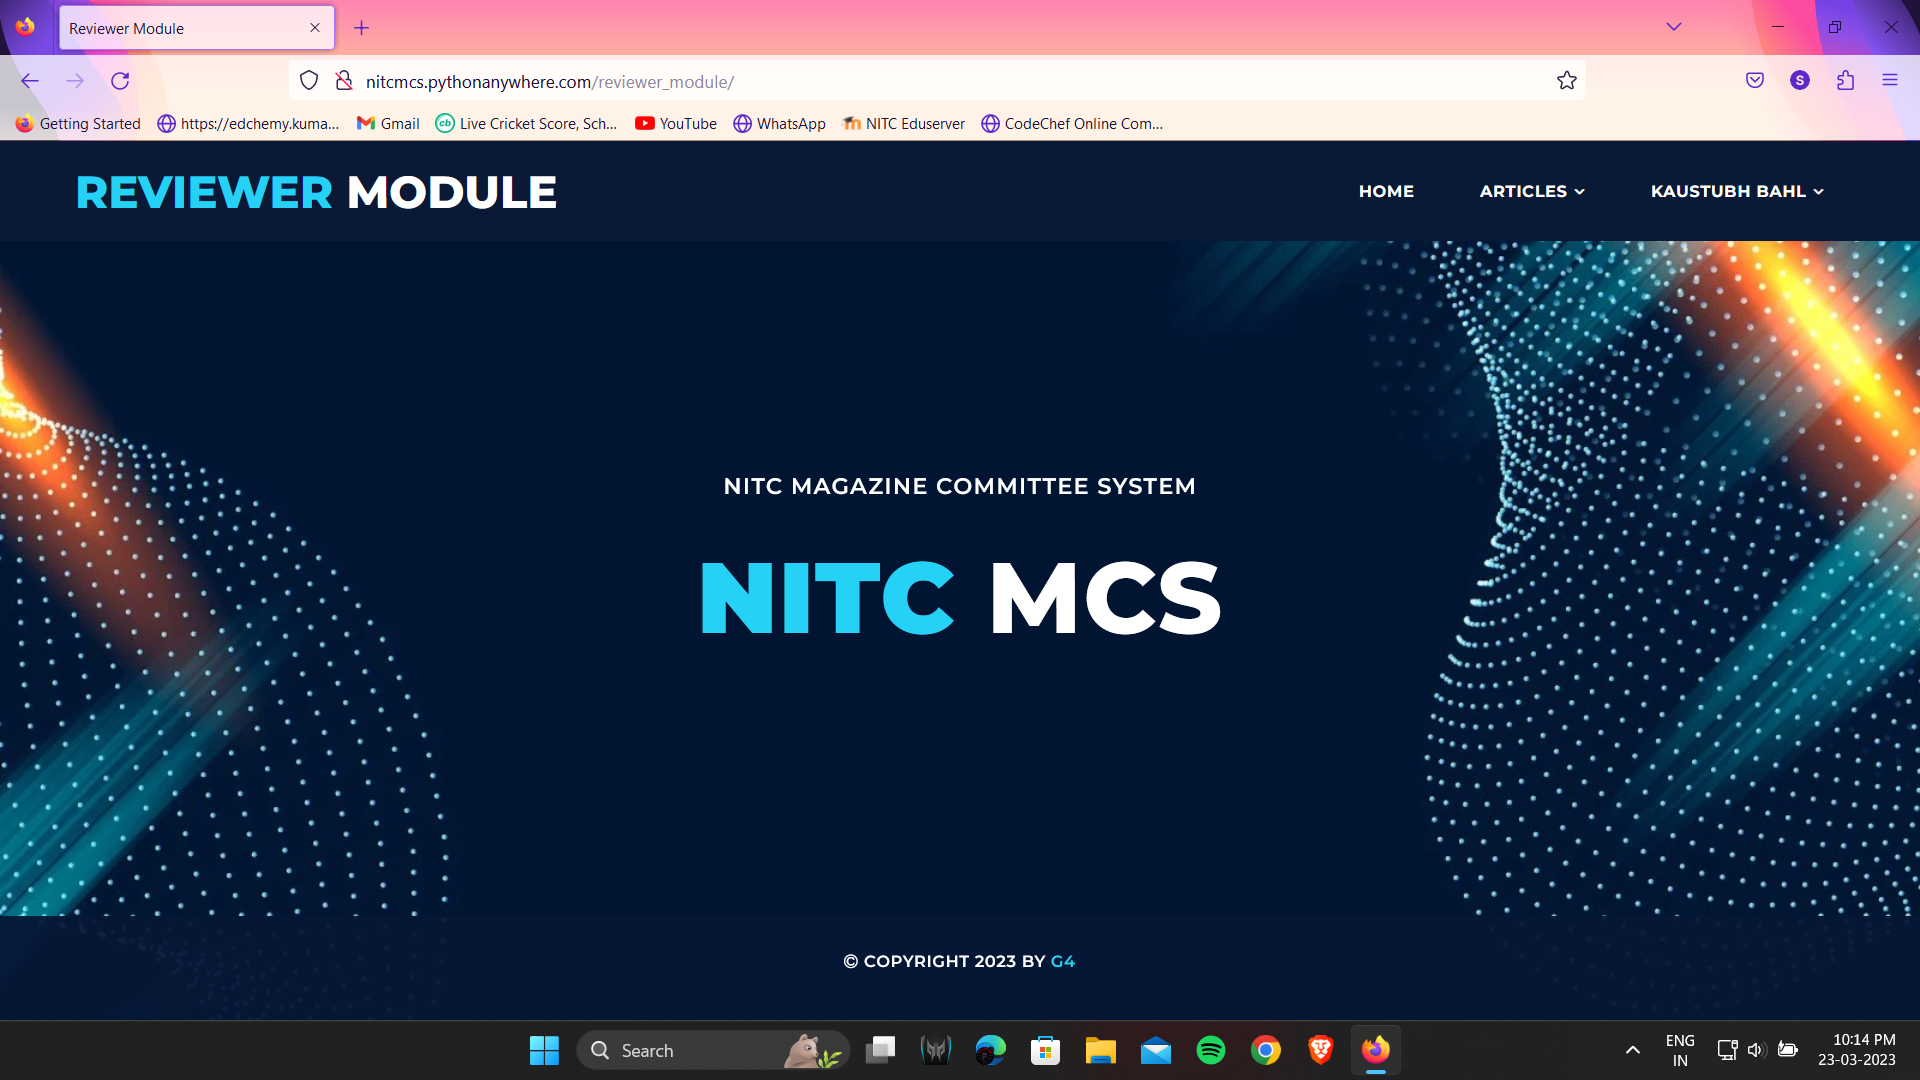 Reviewer Module
nitcmcs.pythonanywhere.com/reviewer_module/
S
Getting Started
https://edchemy.kuma...
Gmail
cb
Live Cricket Score, Sch...
YouTube
WhatsApp
NITC Eduserver
CodeChef Online Com...
REVIEWER MODULE
HOME
ARTICLES
KAUSTUBH BAHL
NITC MAGAZINE COMMITTEE SYSTEM
NITC MCS
© COPYRIGHT 2023 BY G4
Search
ENG
IN
10:14 PM
23-03-2023